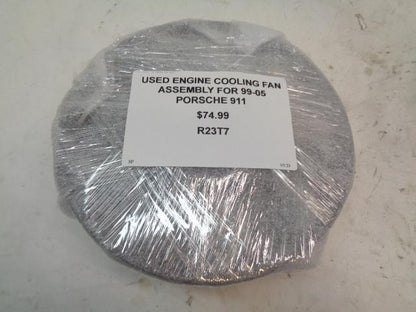 USED ENGINE COOLING FAN
ASSEMBLY FOR 99-05
PORSCHE 911
$74.99
R23T7